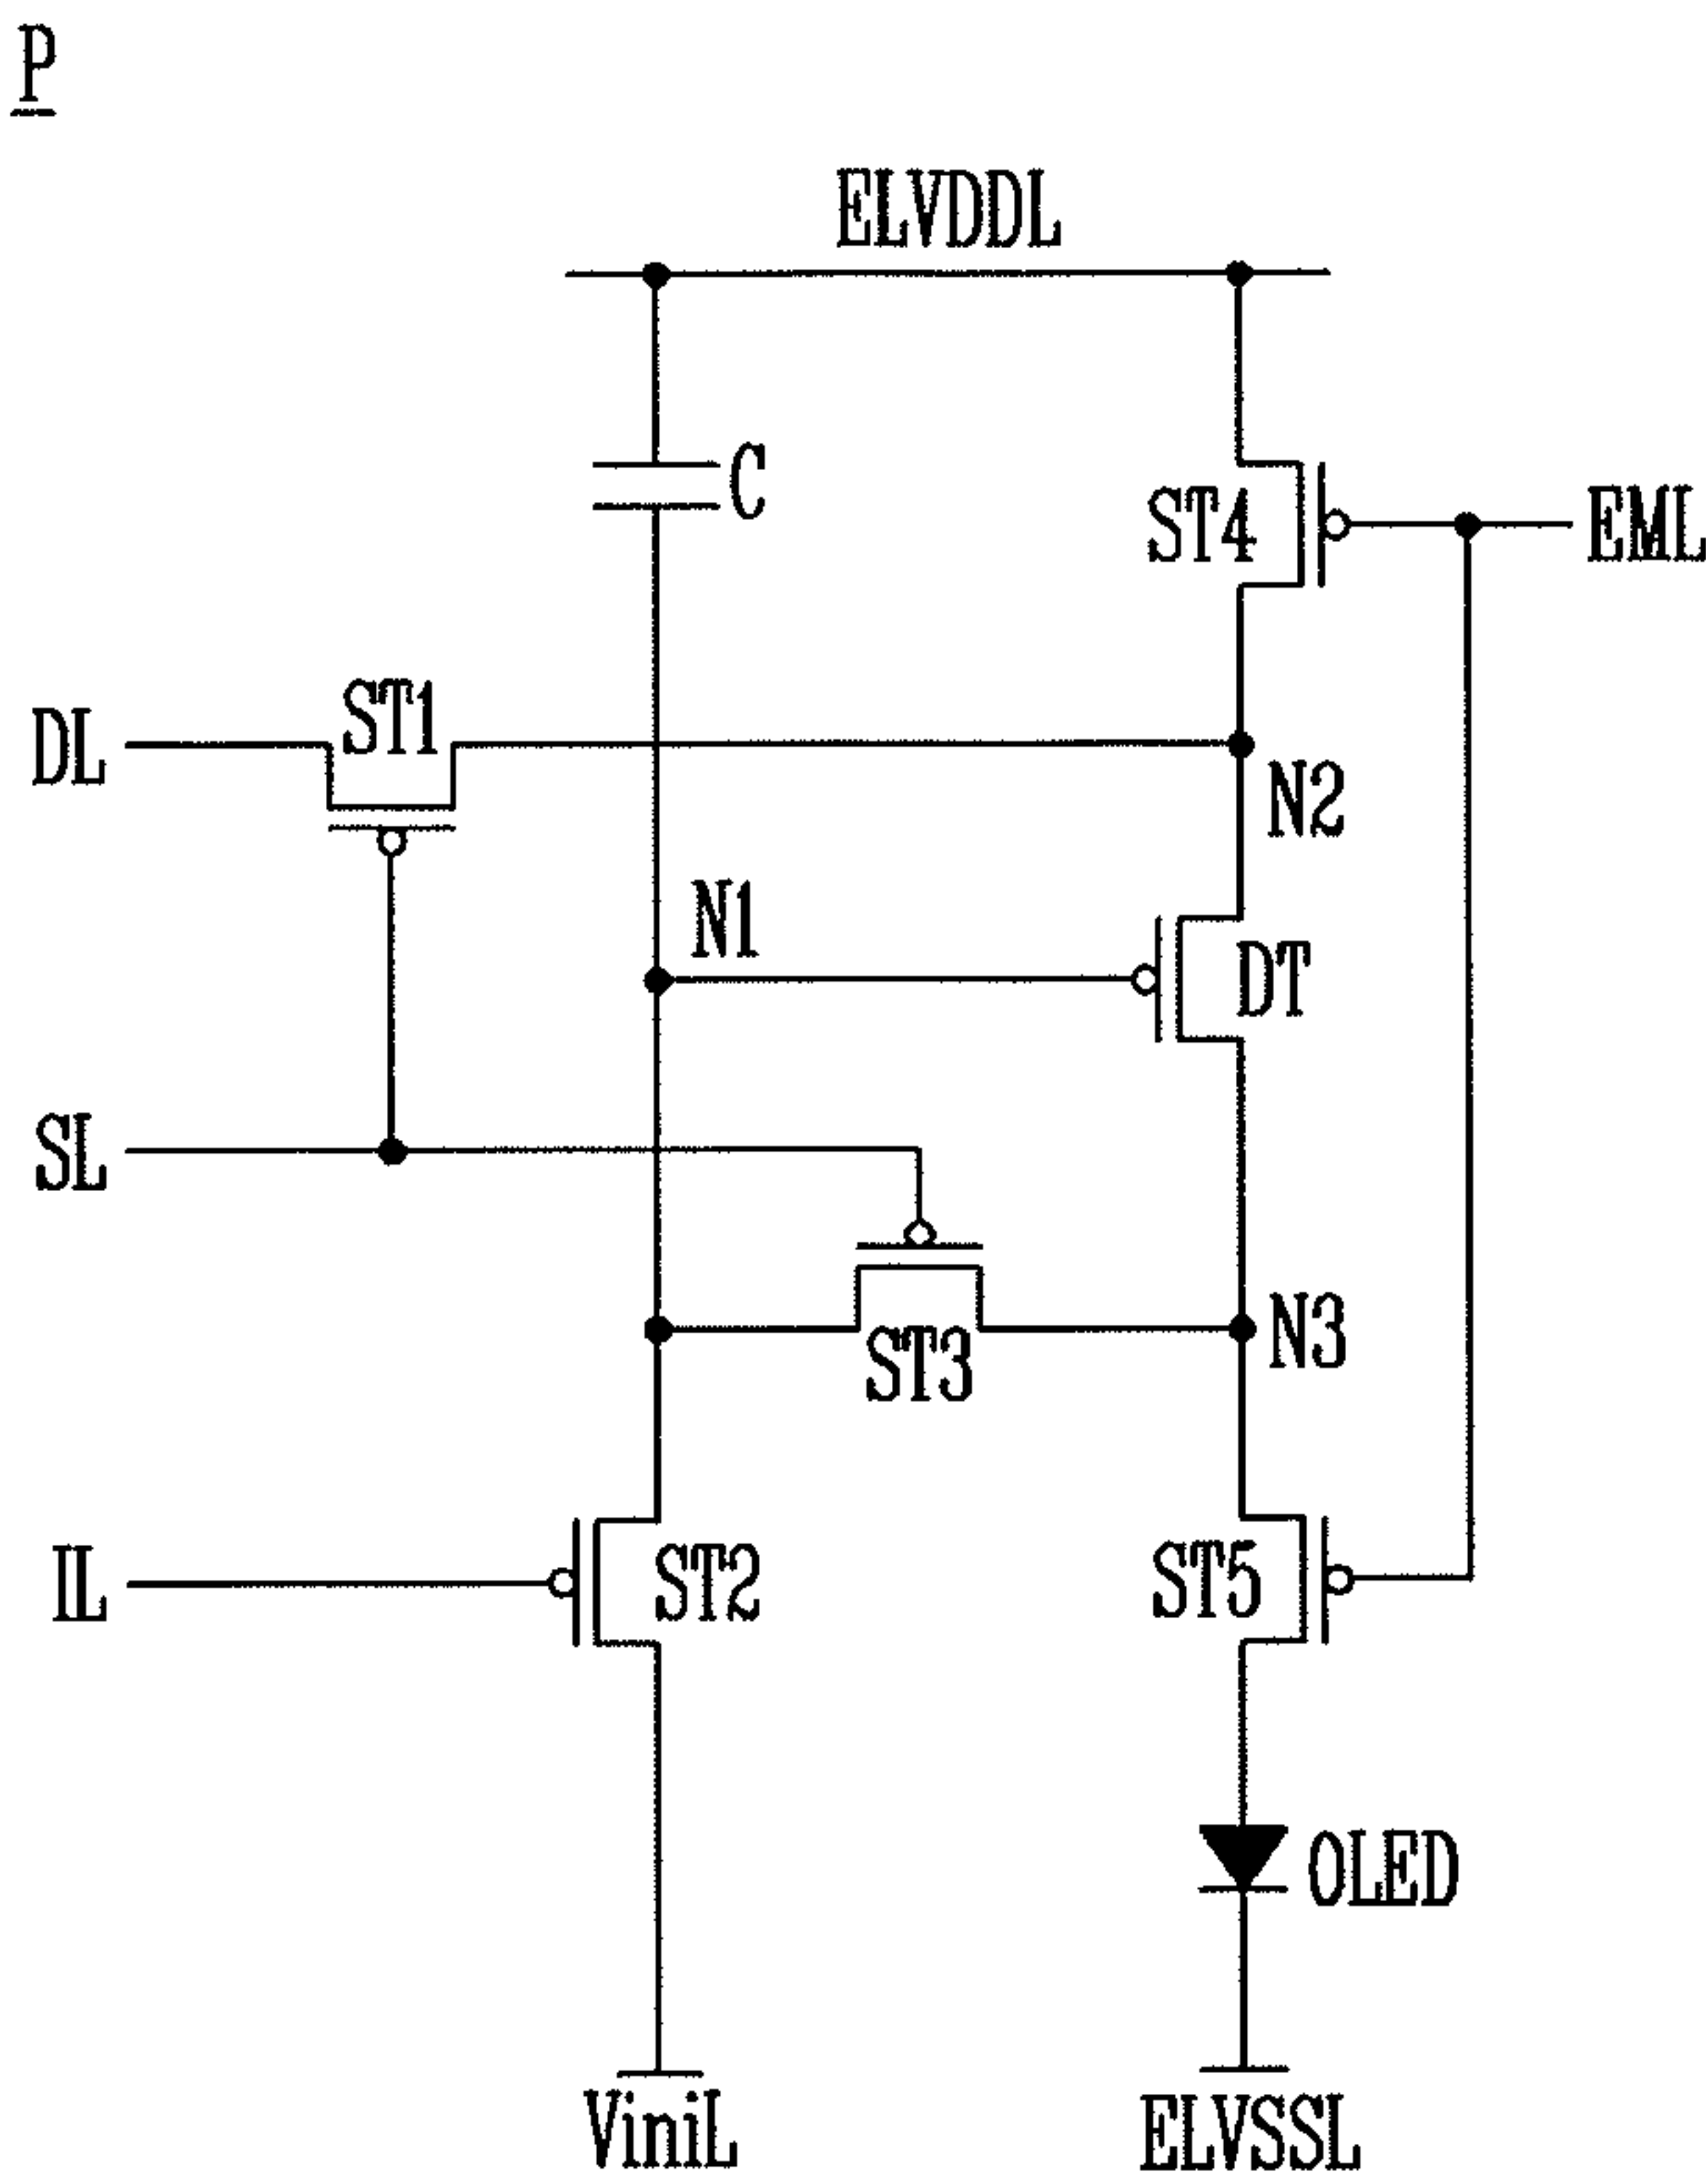 P
ELVDDL
C
ST4
EML
ST1
DL
N2
N1
DT
SL
N3
ST3
IL
ST2
ST5
OLED
ViniL
ELVSSL